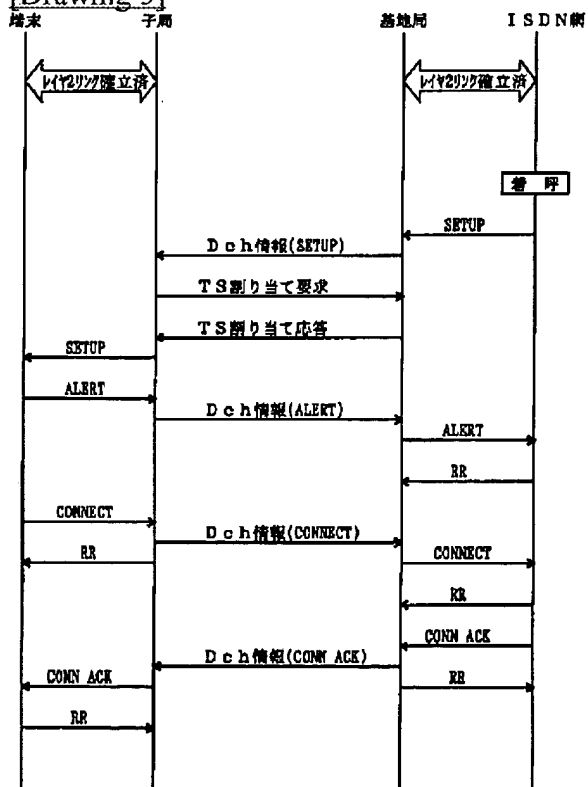 [Drawing 9]
端末 子局 基地局 ISDN網
レイヤ2リンク確立済 レイヤ2リンク確立済
着 呼
SETUP
Dch情報(SETUP)
TS割り当て要求
TS割り当て応答
SETUP
ALERT
Dch情報(ALERT)
ALERT
RR
CONNECT
Dch情報(CONNECT)
RR CONNECT
RR
CONN ACK
Dch情報(CONN ACK)
CONN ACK RR
RR